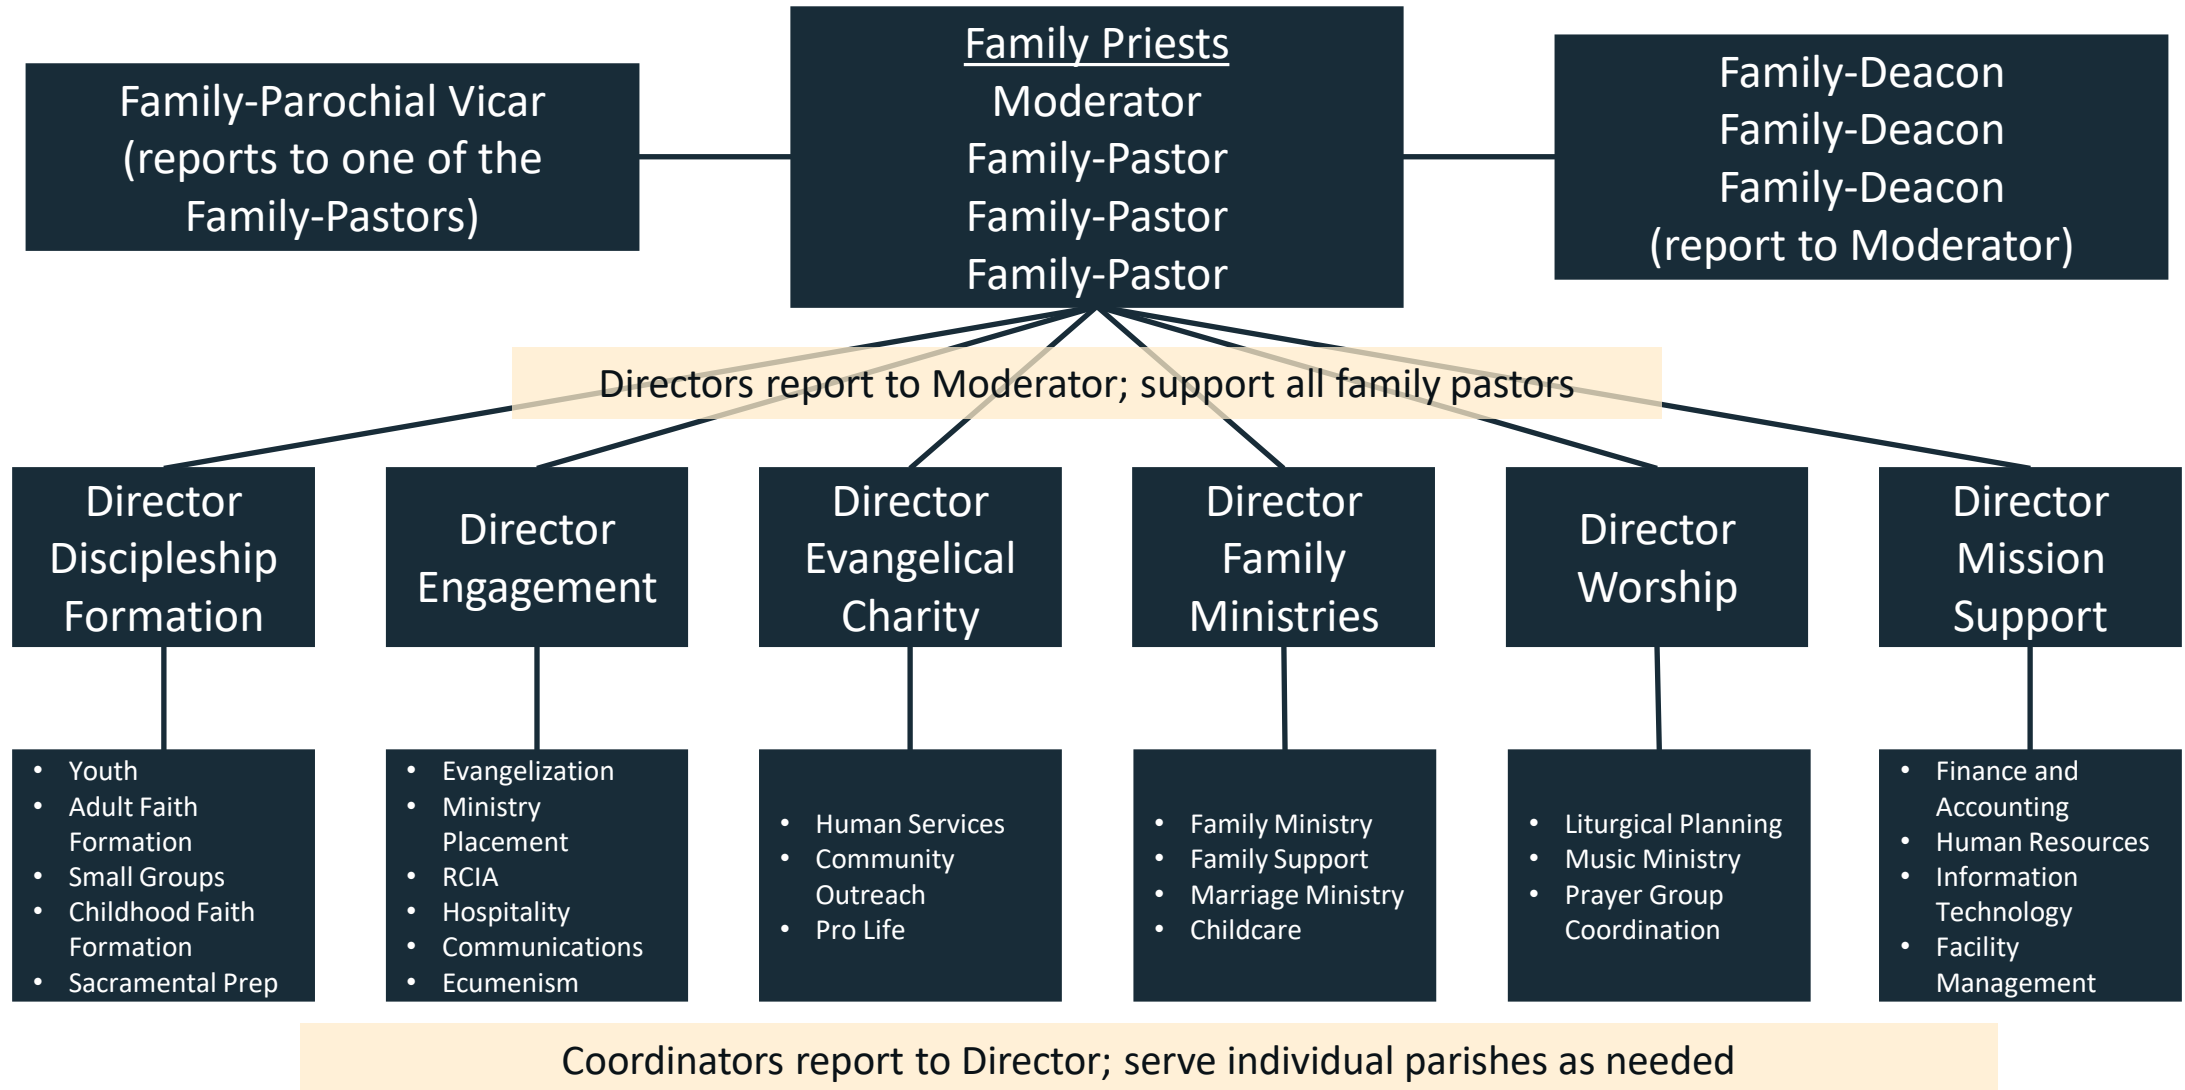 Family Priests
Moderator
Family-Pastor
Family-Pastor
Family-Pastor
Family-Parochial Vicar
(reports to one of the
Family-Pastors)
Family-Deacon
Family-Deacon
Family-Deacon
(report to Moderator)
Directors report to Moderator; support all family pastors
Director
Discipleship
Formation
Director
Engagement
Director
Evangelical
Charity
Director
Family
Ministries
Director
Worship
Director
Mission
Support
• Youth
• Adult Faith
Formation
• Small Groups
• Childhood Faith
Formation
• Sacramental Prep
• Evangelization
• Ministry
Placement
• RCIA
• Hospitality
• Communications
• Ecumenism
• Human Services
• Community
Outreach
• Pro Life
• Family Ministry
• Family Support
• Marriage Ministry
• Childcare
• Liturgical Planning
• Music Ministry
• Prayer Group
Coordination
• Finance and
Accounting
• Human Resources
• Information
Technology
• Facility
Management
Coordinators report to Director; serve individual parishes as needed